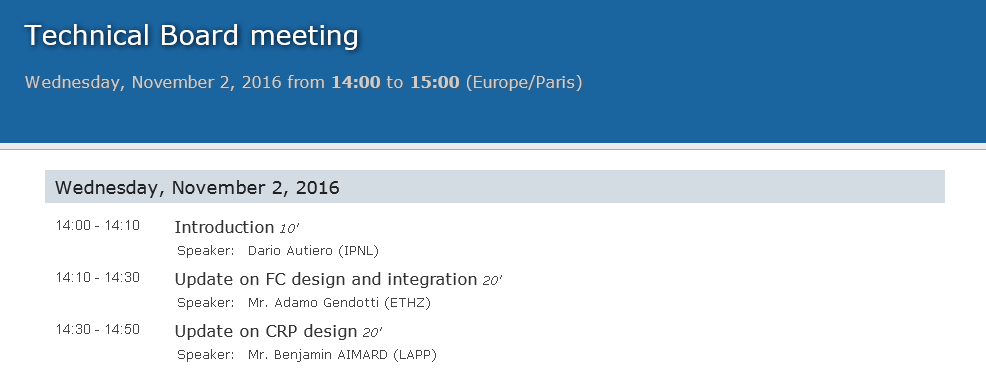 Technical Board meeting
Wednesday, November 2, 2016 from 14:00 to 15:00 (Europe/Paris)
Wednesday, November 2, 2016
14:00 - 14:10 Introduction 10'
Speaker: Dario Autiero (IPNL)
14:10 - 14:30 Update on FC design and integration 20'
Speaker: Mr. Adamo Gendotti (ETHZ)
14:30 - 14:50 Update on CRP design 20'
Speaker: Mr. Benjamin AIMARD (LAPP)